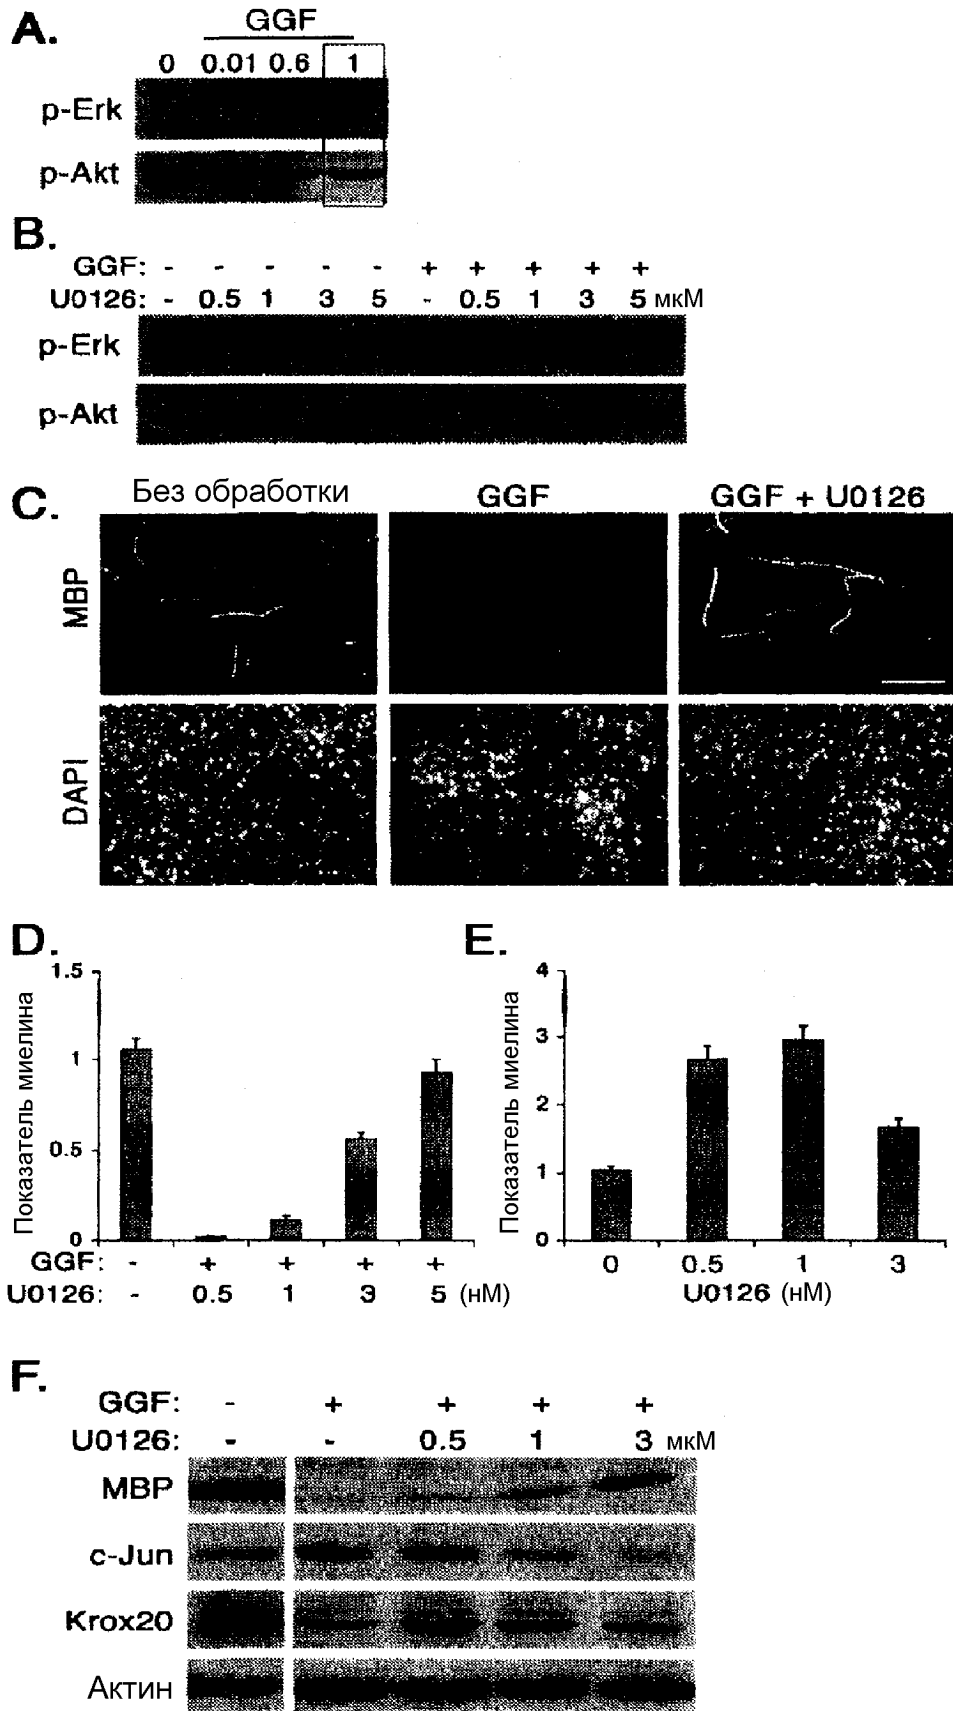 A.
GGF
0 0.01 0.6 1
p-Erk
p-Akt
B.
GGF: - - - - - + + + + +
U0126: - 0.5 1 3 5 - 0.5 1 3 5 мкМ
p-Erk
p-Akt
C.
Без обработки GGF GGF + U0126
MBP
DAPI
D.
Показатель миелина
1.5
1
0.5
0
GGF: - + + + +
U0126: - 0.5 1 3 5 (нМ)
E.
Показатель миелина
4
3
2
1
0
0 0.5 1 3
U0126 (нМ)
F.
GGF: - + + + +
U0126: - - 0.5 1 3 мкМ
MBP
c-Jun
Krox20
Актин